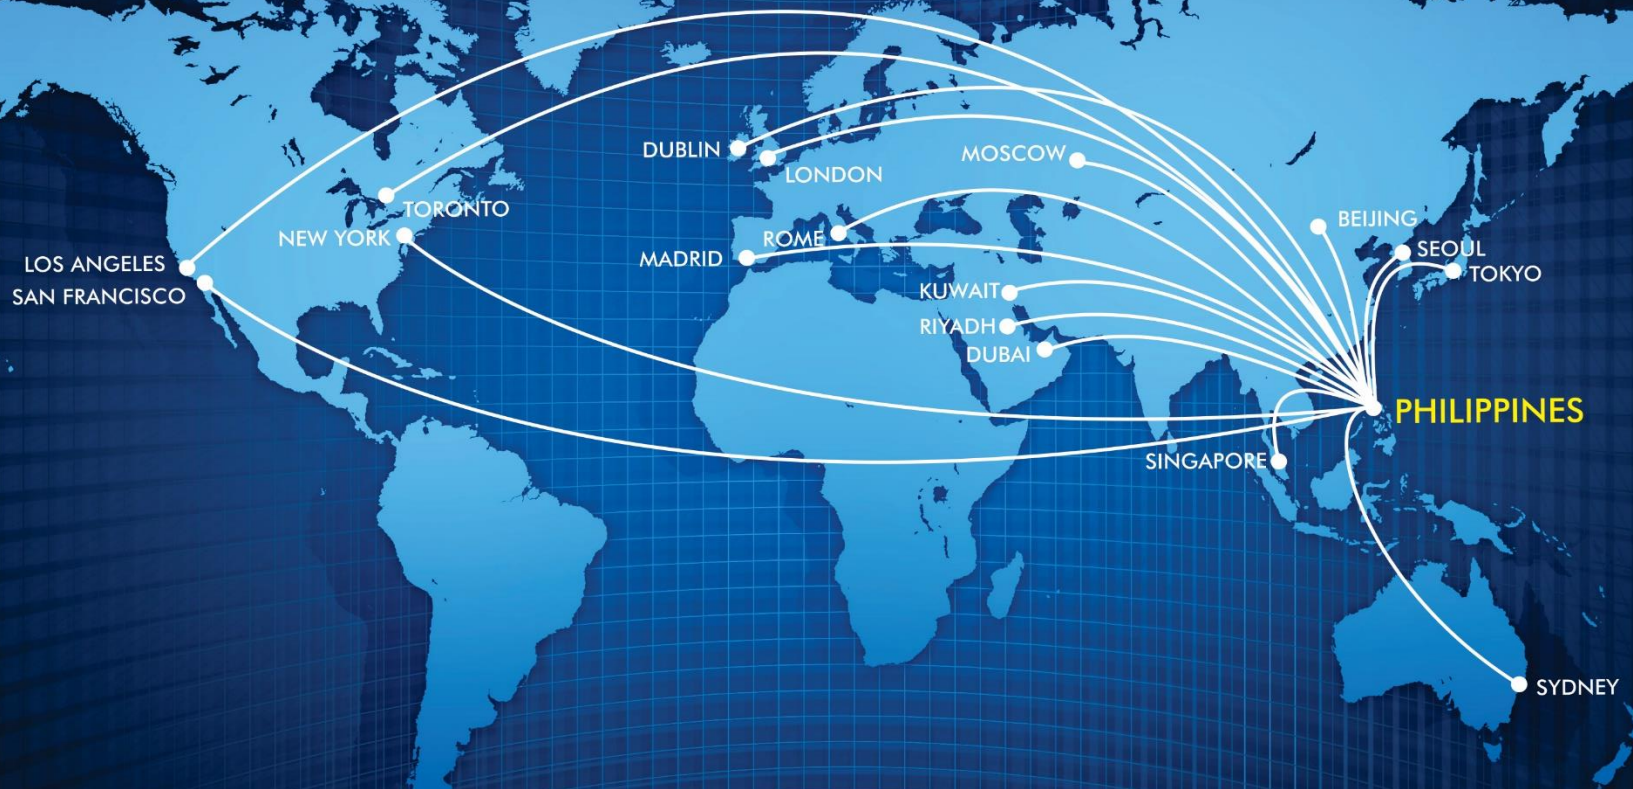 DUBLIN
MOSCOW
LONDON
TORONTO
BEIJING
NEW YORK
ROME
SEOUL
MADRID
LOS ANGELES
TOKYO
SAN FRANCISCO
KUWAIT
RIYADH
DUBAI
PHILIPPINES
SINGAPORE
SYDNEY